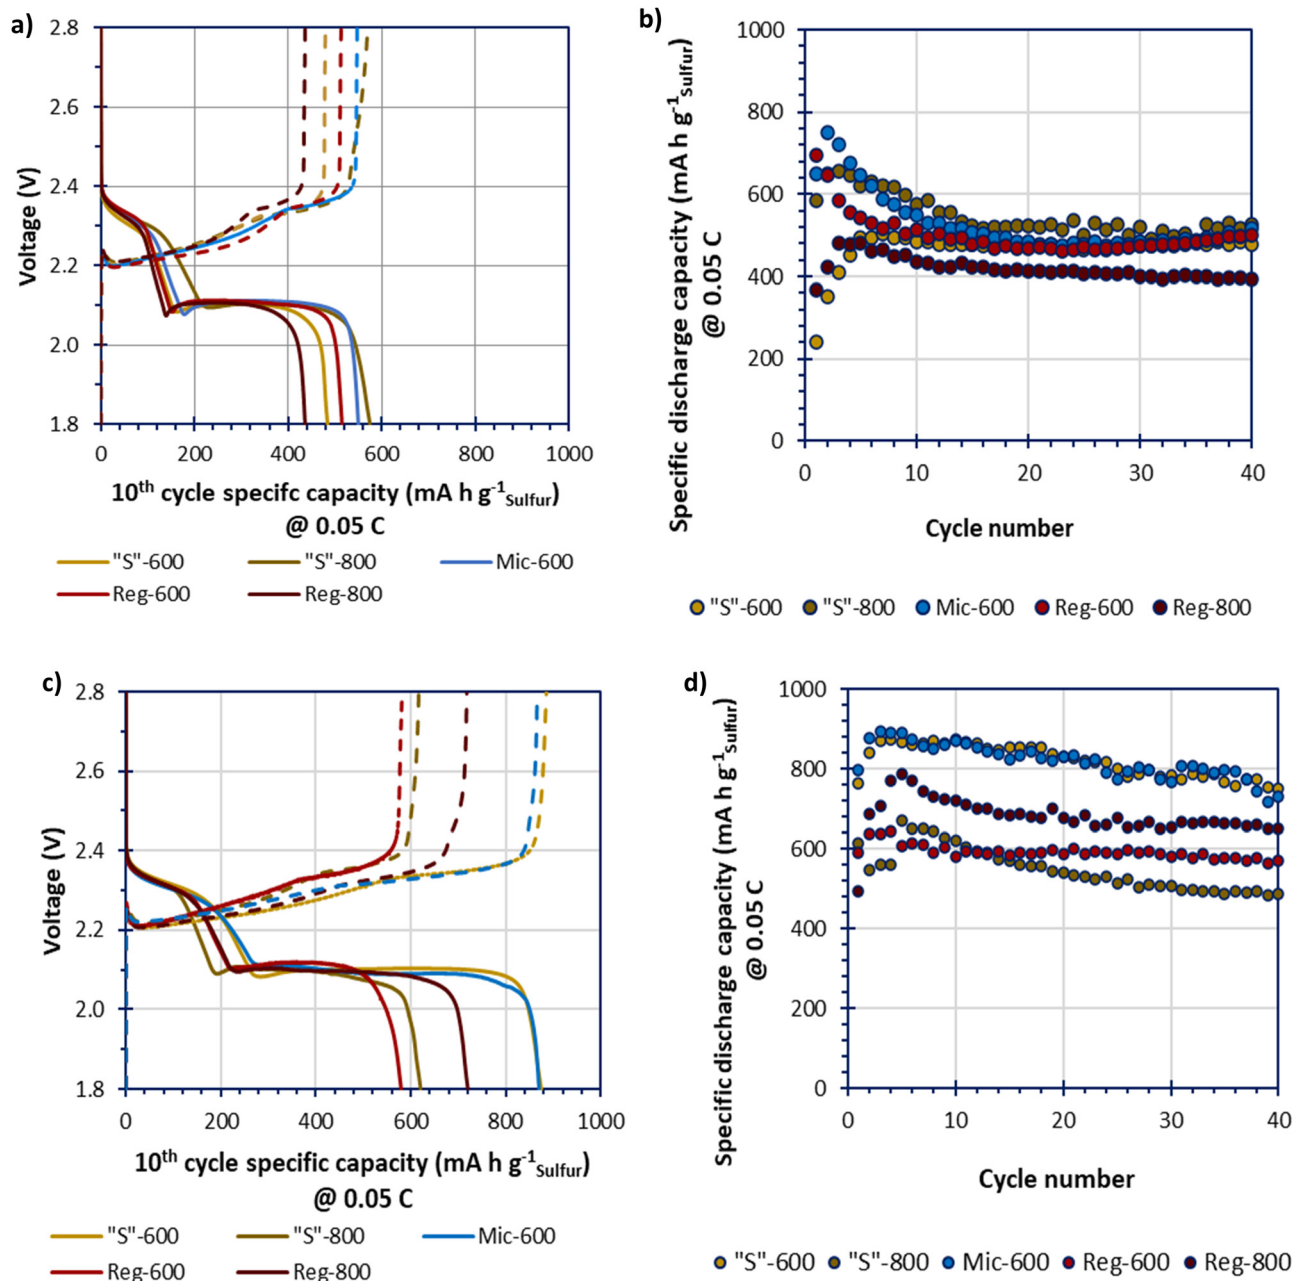 a)
2.8
2.6
2.4
2.2
2.0
1.8
Voltage (V)
0 200 400 600 800 1000
10th cycle specifc capacity (mA h g-1Sulfur)
@ 0.05 C
"S"-600 "S"-800 Mic-600
Reg-600 Reg-800
b)
1000
800
600
400
200
0
Specific discharge capacity (mA h g-1Sulfur)
@ 0.05 C
0 10 20 30 40
Cycle number
"S"-600 "S"-800 Mic-600 Reg-600 Reg-800
c)
2.8
2.6
2.4
2.2
2.0
1.8
Voltage (V)
0 200 400 600 800 1000
10th cycle specific capacity (mA h g-1Sulfur)
@ 0.05 C
"S"-600 "S"-800 Mic-600
Reg-600 Reg-800
d)
1000
800
600
400
200
0
Specific discharge capacity (mA h g-1Sulfur)
@ 0.05 C
0 10 20 30 40
Cycle number
"S"-600 "S"-800 Mic-600 Reg-600 Reg-800